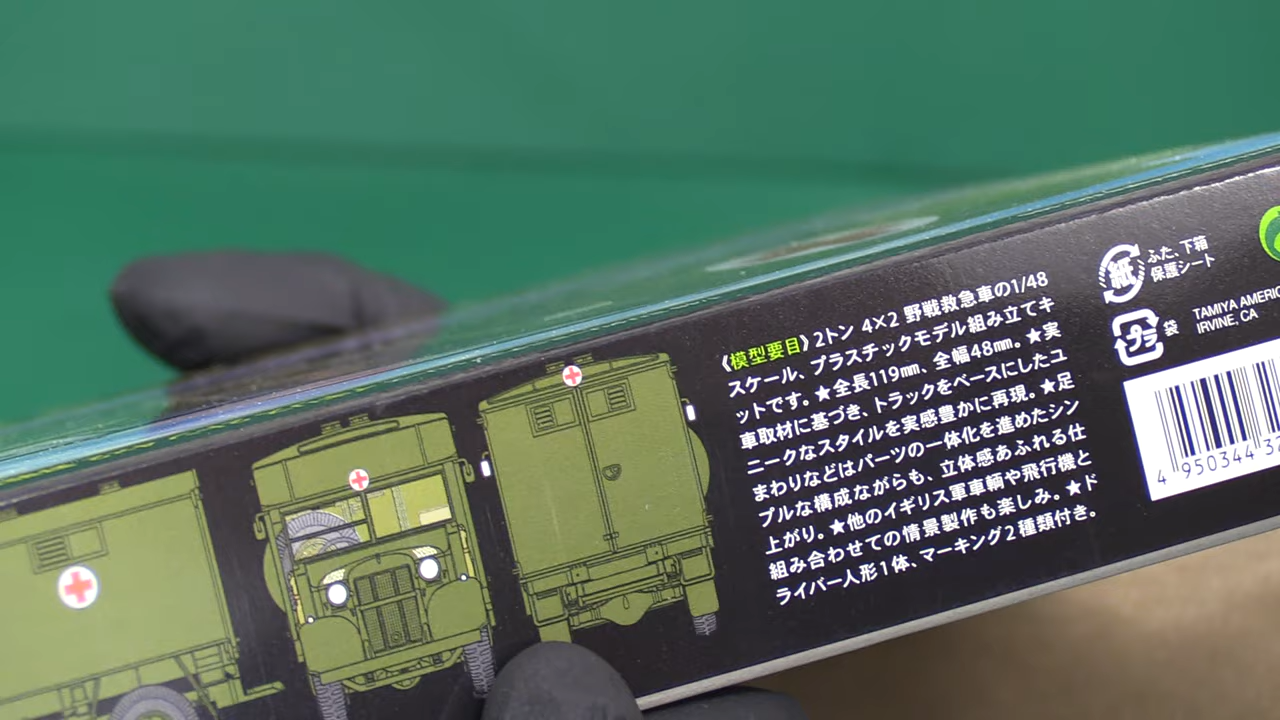 《模型要目》2トン 4×2 野戦救急車の1/48
スケール、プラスチックモデル組み立てキ
ットです。★全長119mm、全幅48mm。★実
車取材に基づき、トラックをベースにしたユ
ニークなスタイルを実感豊かに再現。★足
まわりなどはパーツの一体化を進めたシン
プルな構成ながらも、立体感あふれる仕
上がり。★他のイギリス軍車輌や飛行機と
組み合わせての情景製作も楽しみ。★ド
ライバー人形1体、マーキング2種類付き。
紙
ふた、下箱
保護シート
プラ
袋
TAMIYA AMERIC
IRVINE, CA
4 950344 32